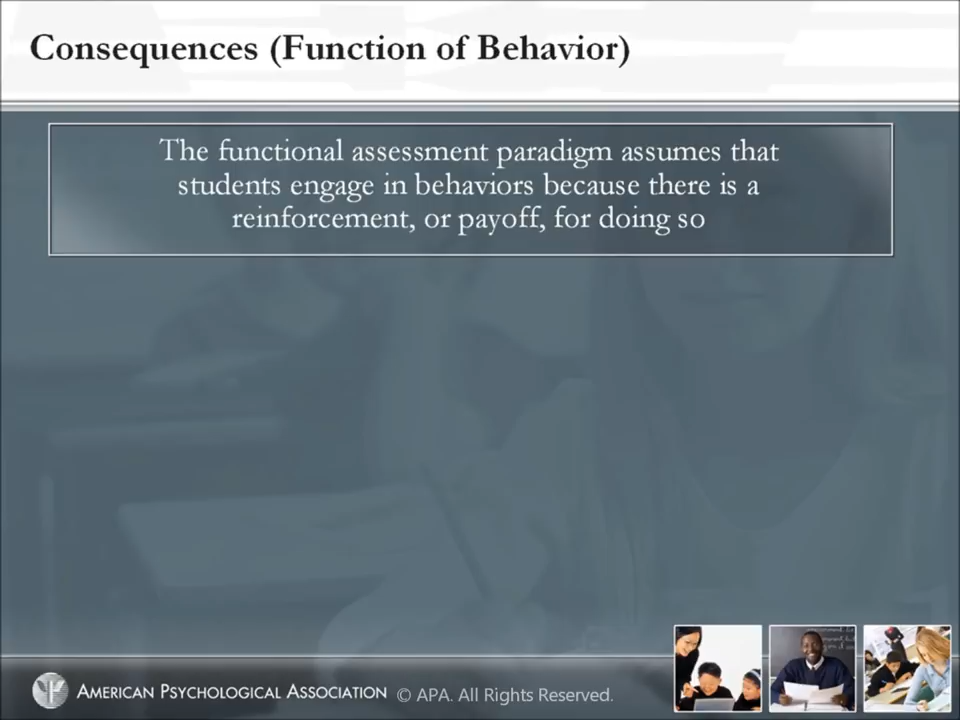 Consequences (Function of Behavior)
The functional assessment paradigm assumes that
students engage in behaviors because there is a
reinforcement, or payoff, for doing so
AMERICAN PSYCHOLOGICAL ASSOCIATION © APA. All Rights Reserved.